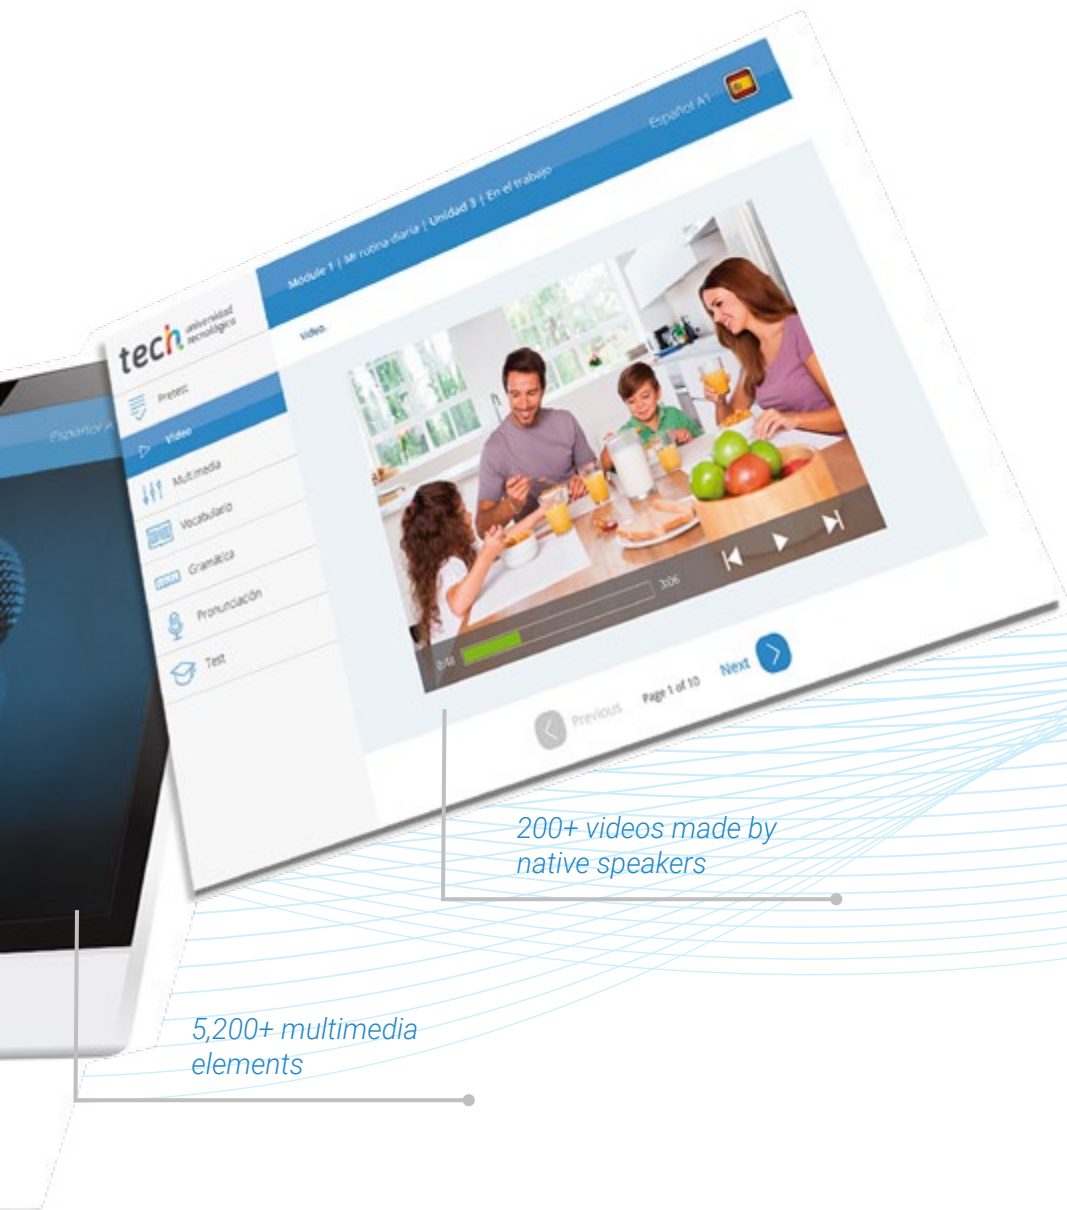 Español A1
Módule 1 | Mi rutina diaria | Unidad 3 | En el trabajo
tech universidad
tecnológica
Video
Pretest
Video
Multimedia
Vocabulario
Gramática
Pronunciación
Test
Español A
3:06
Previous
Page 1 of 10
Next
200+ videos made by
native speakers
5,200+ multimedia
elements